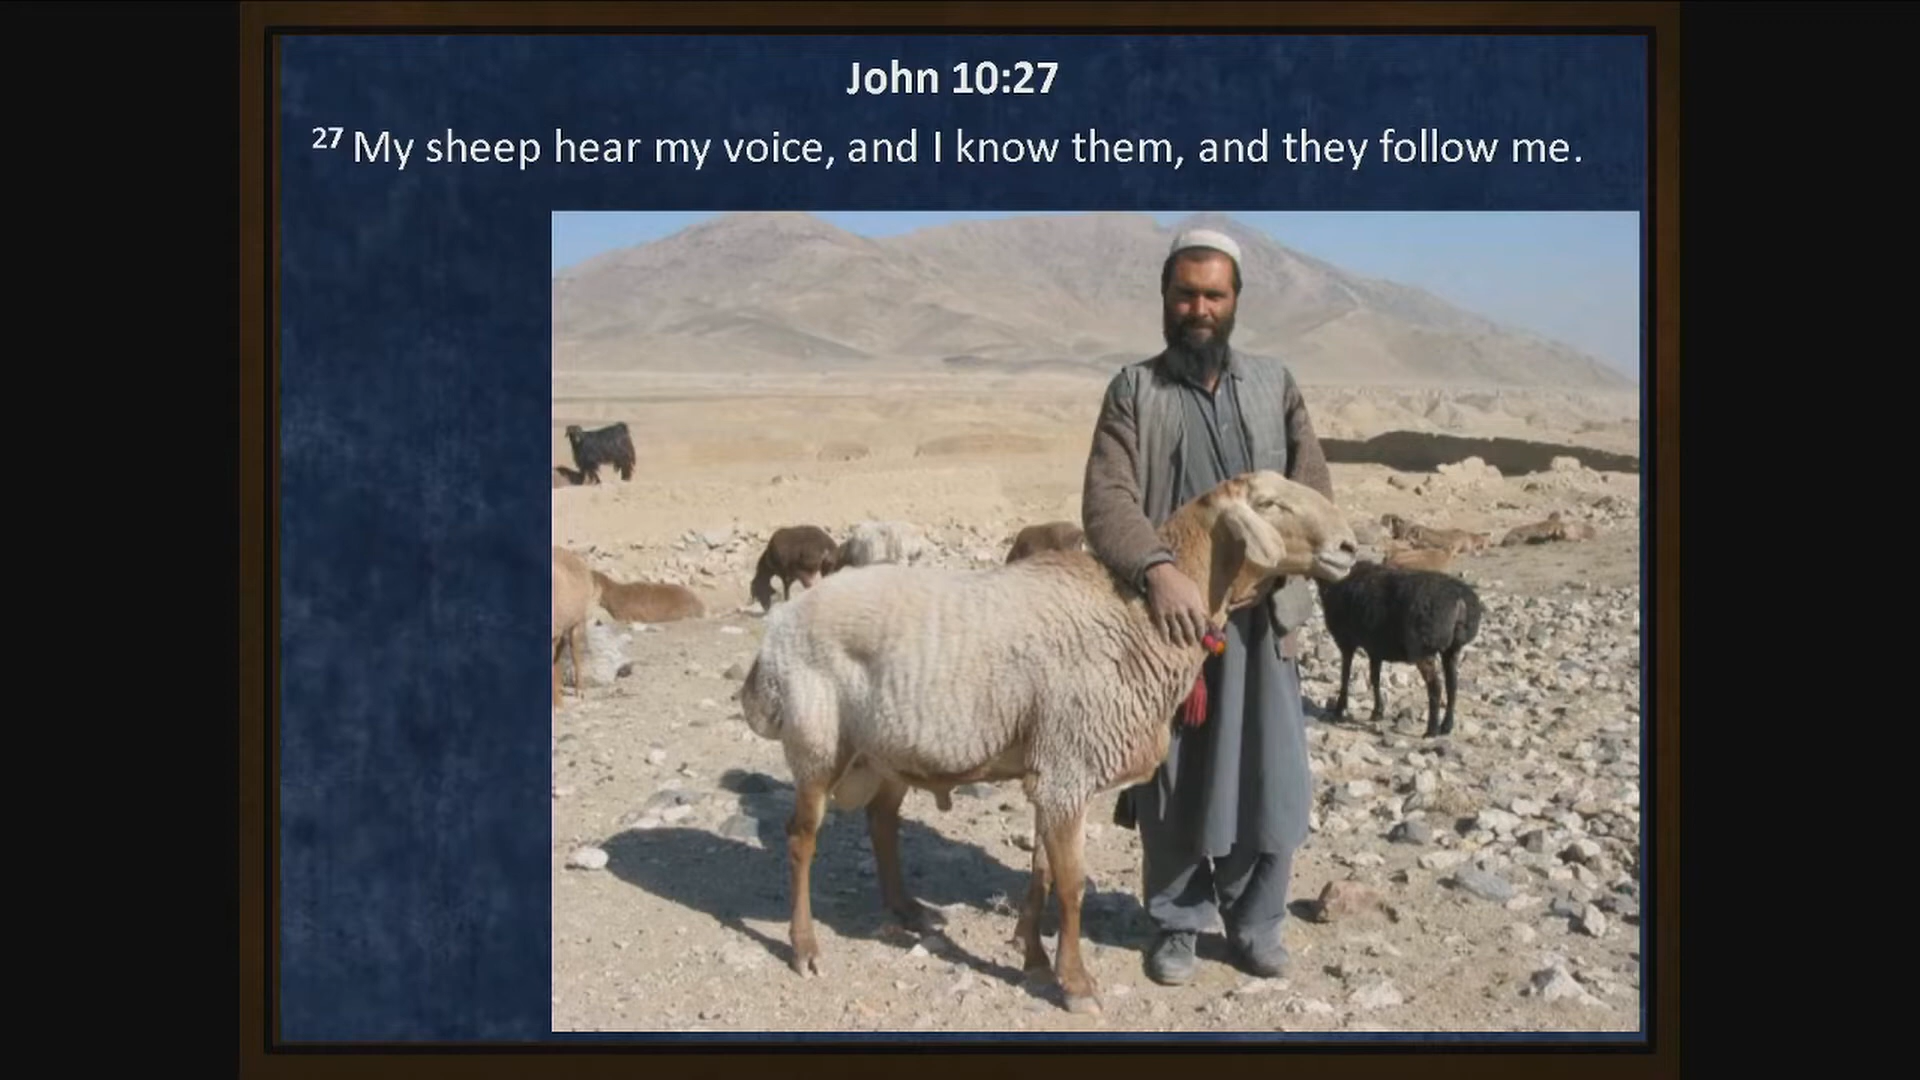 John 10:27
27 My sheep hear my voice, and I know them, and they follow me.